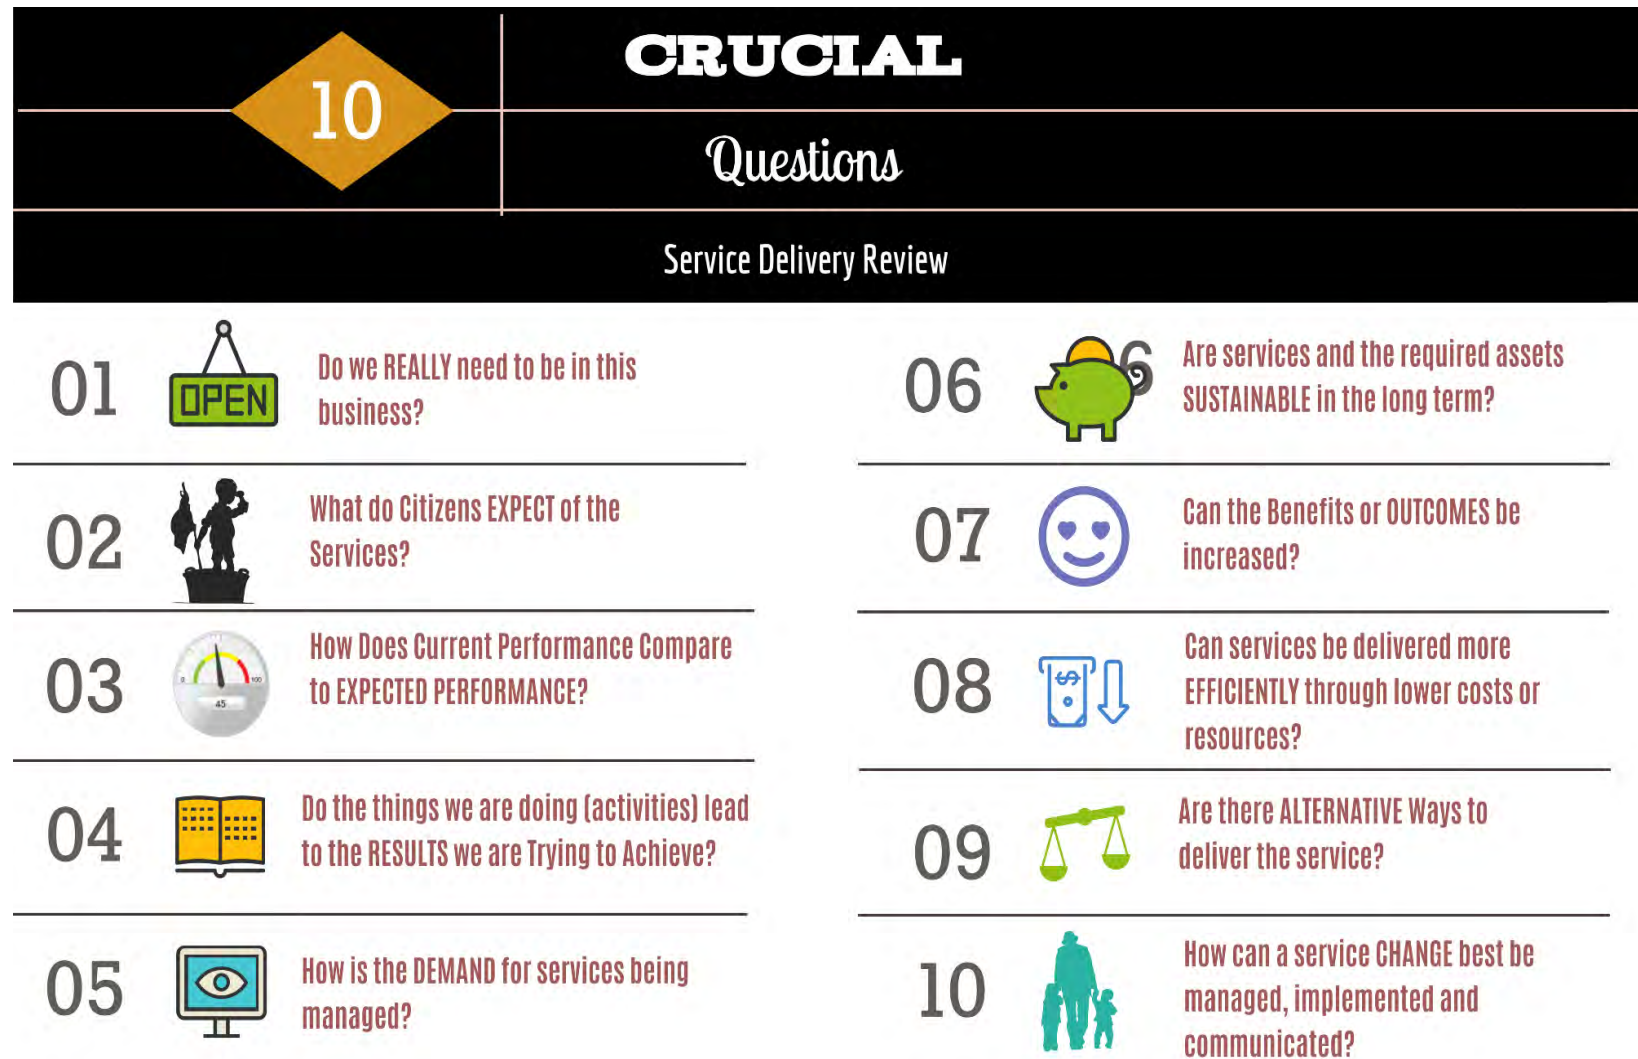 10
CRUCIAL
Questions
Service Delivery Review
01
OPEN
Do we REALLY need to be in this
business?
02
What do Citizens EXPECT of the
Services?
03
0
100
45
How Does Current Performance Compare
to EXPECTED PERFORMANCE?
04
Do the things we are doing (activities) lead
to the RESULTS we are Trying to Achieve?
05
How is the DEMAND for services being
managed?
06
6
Are services and the required assets
SUSTAINABLE in the long term?
07
Can the Benefits or OUTCOMES be
increased?
08
$
Can services be delivered more
EFFICIENTLY through lower costs or
resources?
09
Are there ALTERNATIVE Ways to
deliver the service?
10
How can a service CHANGE best be
managed, implemented and
communicated?